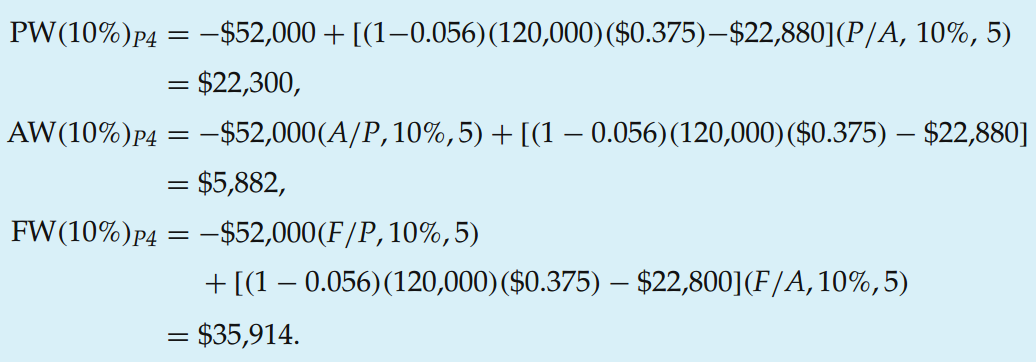 PW(10%)P4 = −$52,000 + [(1−0.056)(120,000)($0.375)−$22,880](P/A, 10%, 5)
= $22,300,
AW(10%)P4 = −$52,000(A/P, 10%, 5) + [(1 − 0.056)(120,000)($0.375) − $22,880]
= $5,882,
FW(10%)P4 = −$52,000(F/P, 10%, 5)
+ [(1 − 0.056)(120,000)($0.375) − $22,800](F/A, 10%, 5)
= $35,914.